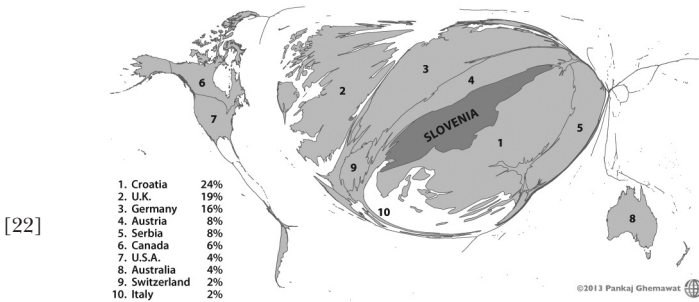 6
7
2
3
4
SLOVENIA
1
5
9
10
8
[22]
1. Croatia 24%
2. U.K. 19%
3. Germany 16%
4. Austria 8%
5. Serbia 8%
6. Canada 6%
7. U.S.A. 4%
8. Australia 4%
9. Switzerland 2%
10. Italy 2%
©2013 Pankaj Ghemawat